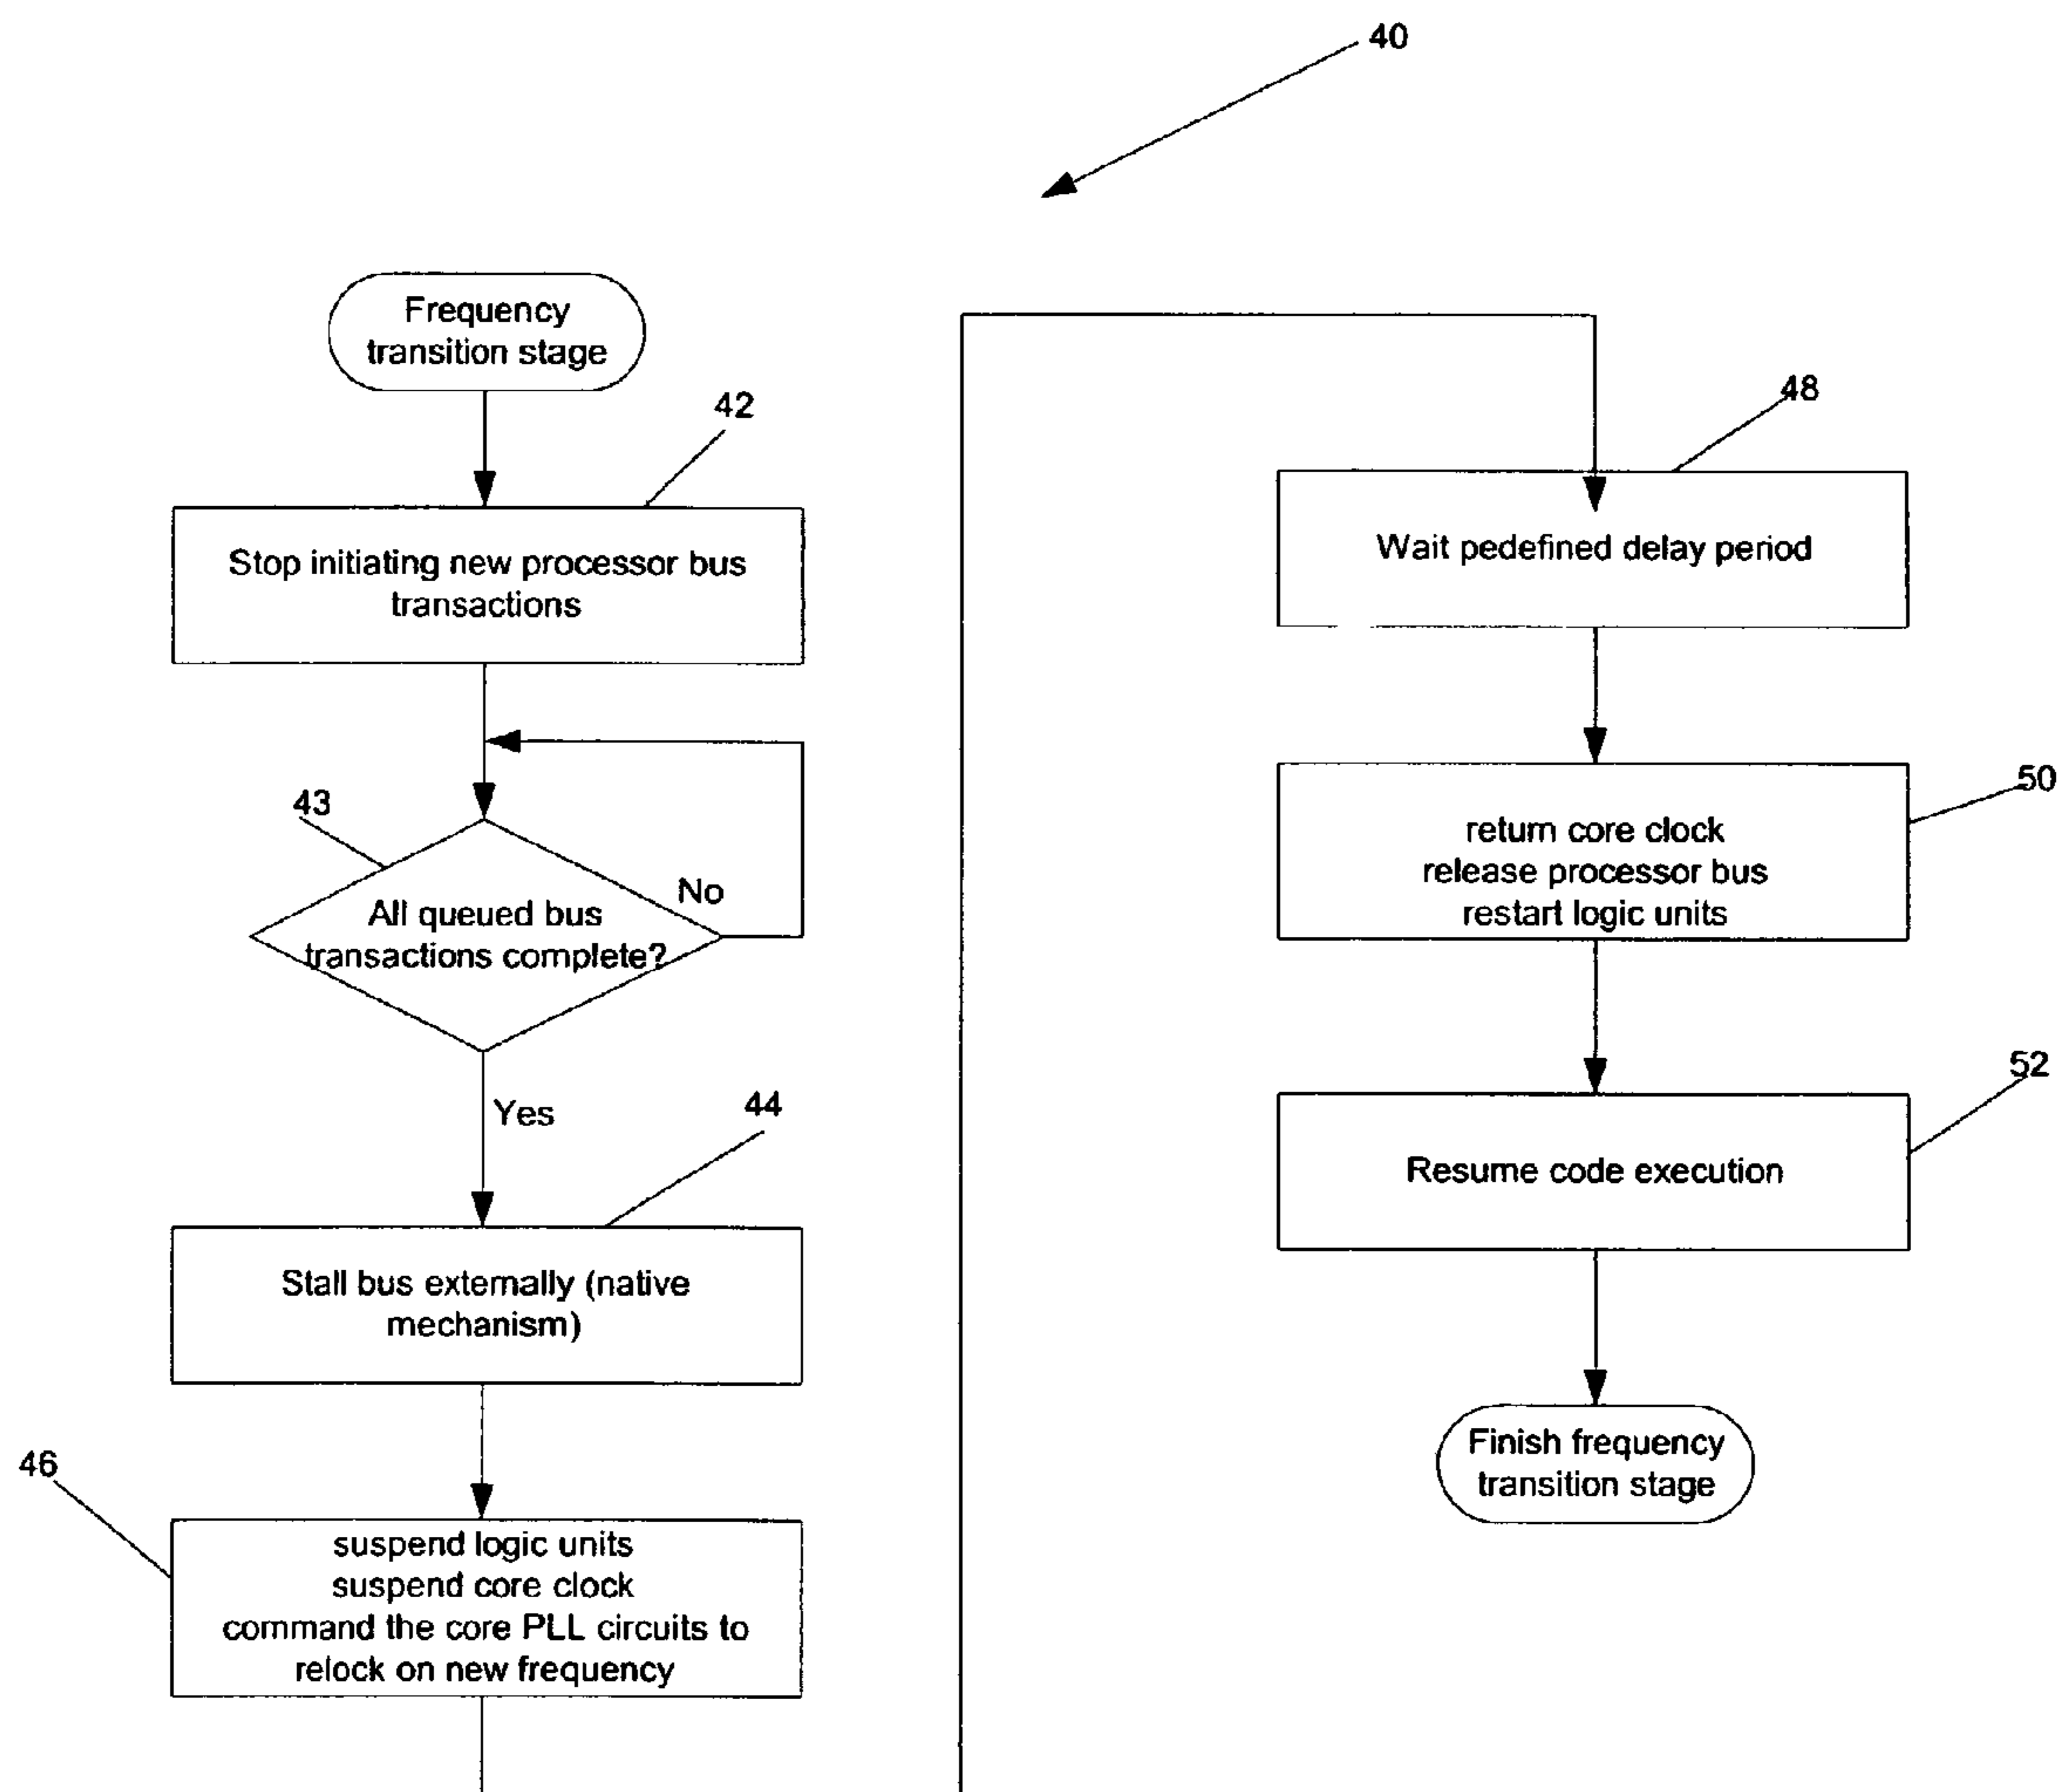 40
Frequency
transition stage
42
Stop initiating new processor bus
transactions
43
All queued bus
transactions complete?
No
Yes
44
Stall bus externally (native
mechanism)
46
suspend logic units
suspend core clock
command the core PLL circuits to
relock on new frequency
48
Wait pedefined delay period
50
return core clock
release processor bus
restart logic units
52
Resume code execution
Finish frequency
transition stage